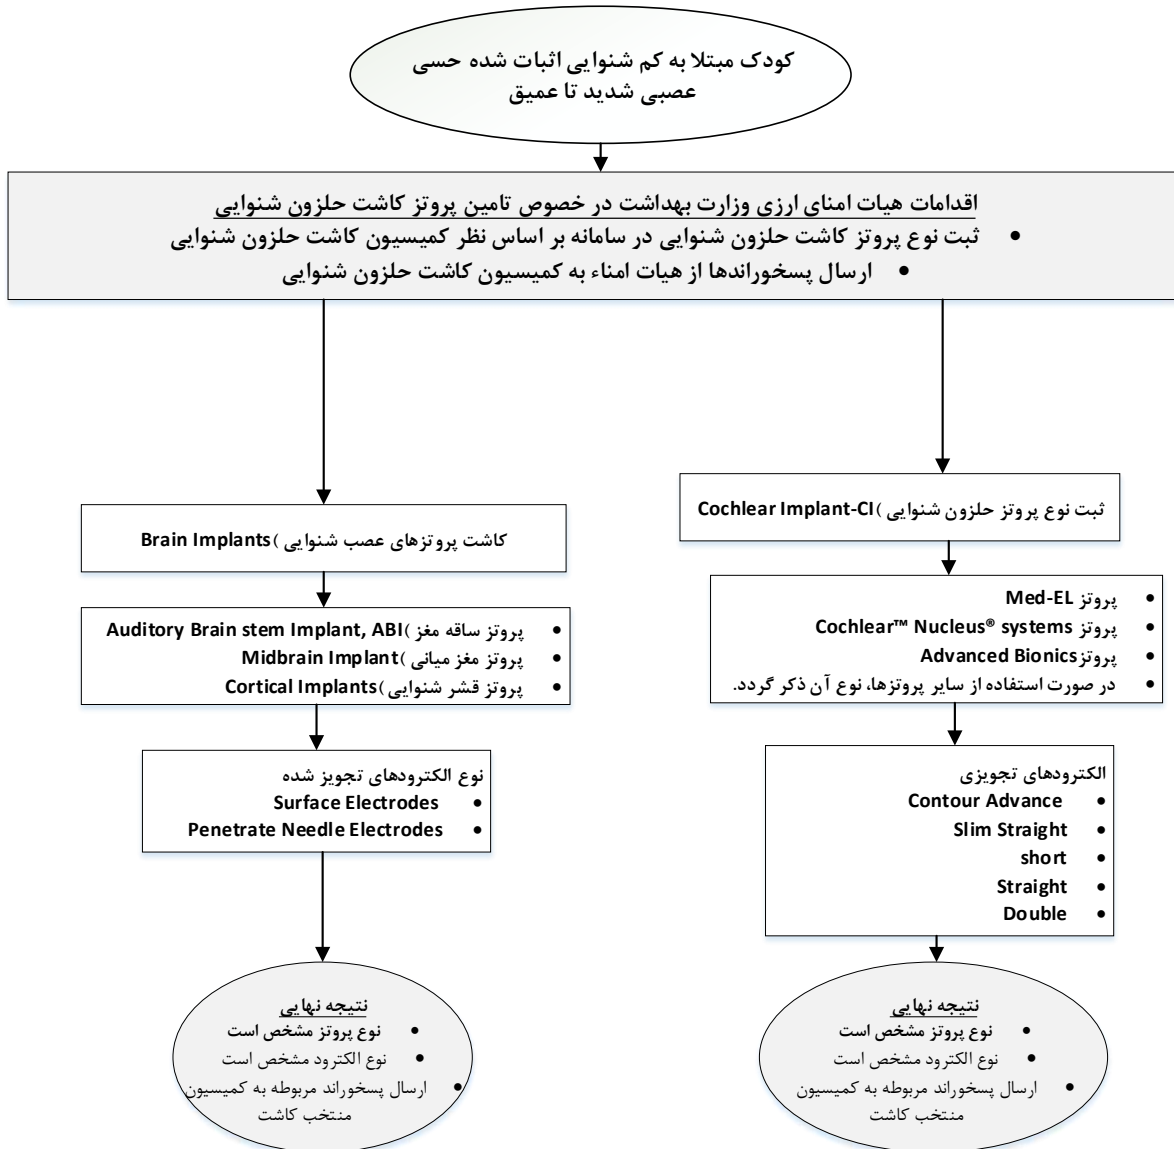 کودک مبتلا به کم شنوایی اثبات شده حسی
عصبی شدید تا عمیق
اقدامات هیات امنای ارزی وزارت بهداشت در خصوص تامین پروتز کاشت حلزون شنوایی
• ثبت نوع پروتز کاشت حلزون شنوایی در سامانه بر اساس نظر کمیسیون کاشت حلزون شنوایی
• ارسال پسخوراندها از هیات امناء به کمیسیون کاشت حلزون شنوایی
ثبت نوع پروتز حلزون شنوایی (Cochlear Implant-CI
• پروتز Med-EL
• پروتز Cochlear™ Nucleus® systems
• پروتزAdvanced Bionics
• در صورت استفاده از سایر پروتزها، نوع آن ذکر گردد.
الکترودهای تجویزی
• Contour Advance
• Slim Straight
• short
• Straight
• Double
نتیجه نهایی
• نوع پروتز مشخص است
• نوع الکترود مشخص است
• ارسال پسخوراند مربوطه به کمیسیون
منتخب کاشت
کاشت پروتزهای عصب شنوایی (Brain Implants
• پروتز ساقه مغز (Auditory Brain stem Implant, ABI
• پروتز مغز میانی (Midbrain Implant
• پروتز قشر شنوایی (Cortical Implants
نوع الکترودهای تجویز شده
• Surface Electrodes
• Penetrate Needle Electrodes
نتیجه نهایی
• نوع پروتز مشخص است
• نوع الکترود مشخص است
• ارسال پسخوراند مربوطه به کمیسیون
منتخب کاشت